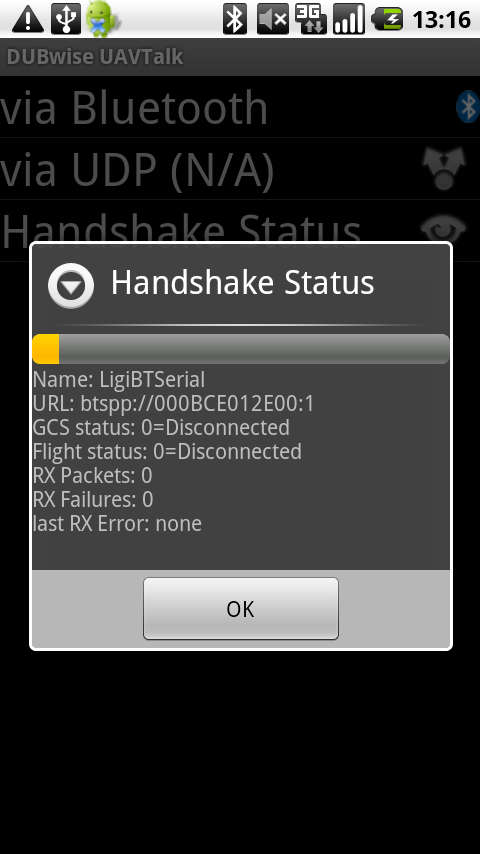 3G
13:16
DUBwise UAVTalk
via Bluetooth
via UDP (N/A)
Handshake Status
Handshake Status
Name: LigiBTSerial
URL: btspp://000BCE012E00:1
GCS status: 0=Disconnected
Flight status: 0=Disconnected
RX Packets: 0
RX Failures: 0
last RX Error: none
OK